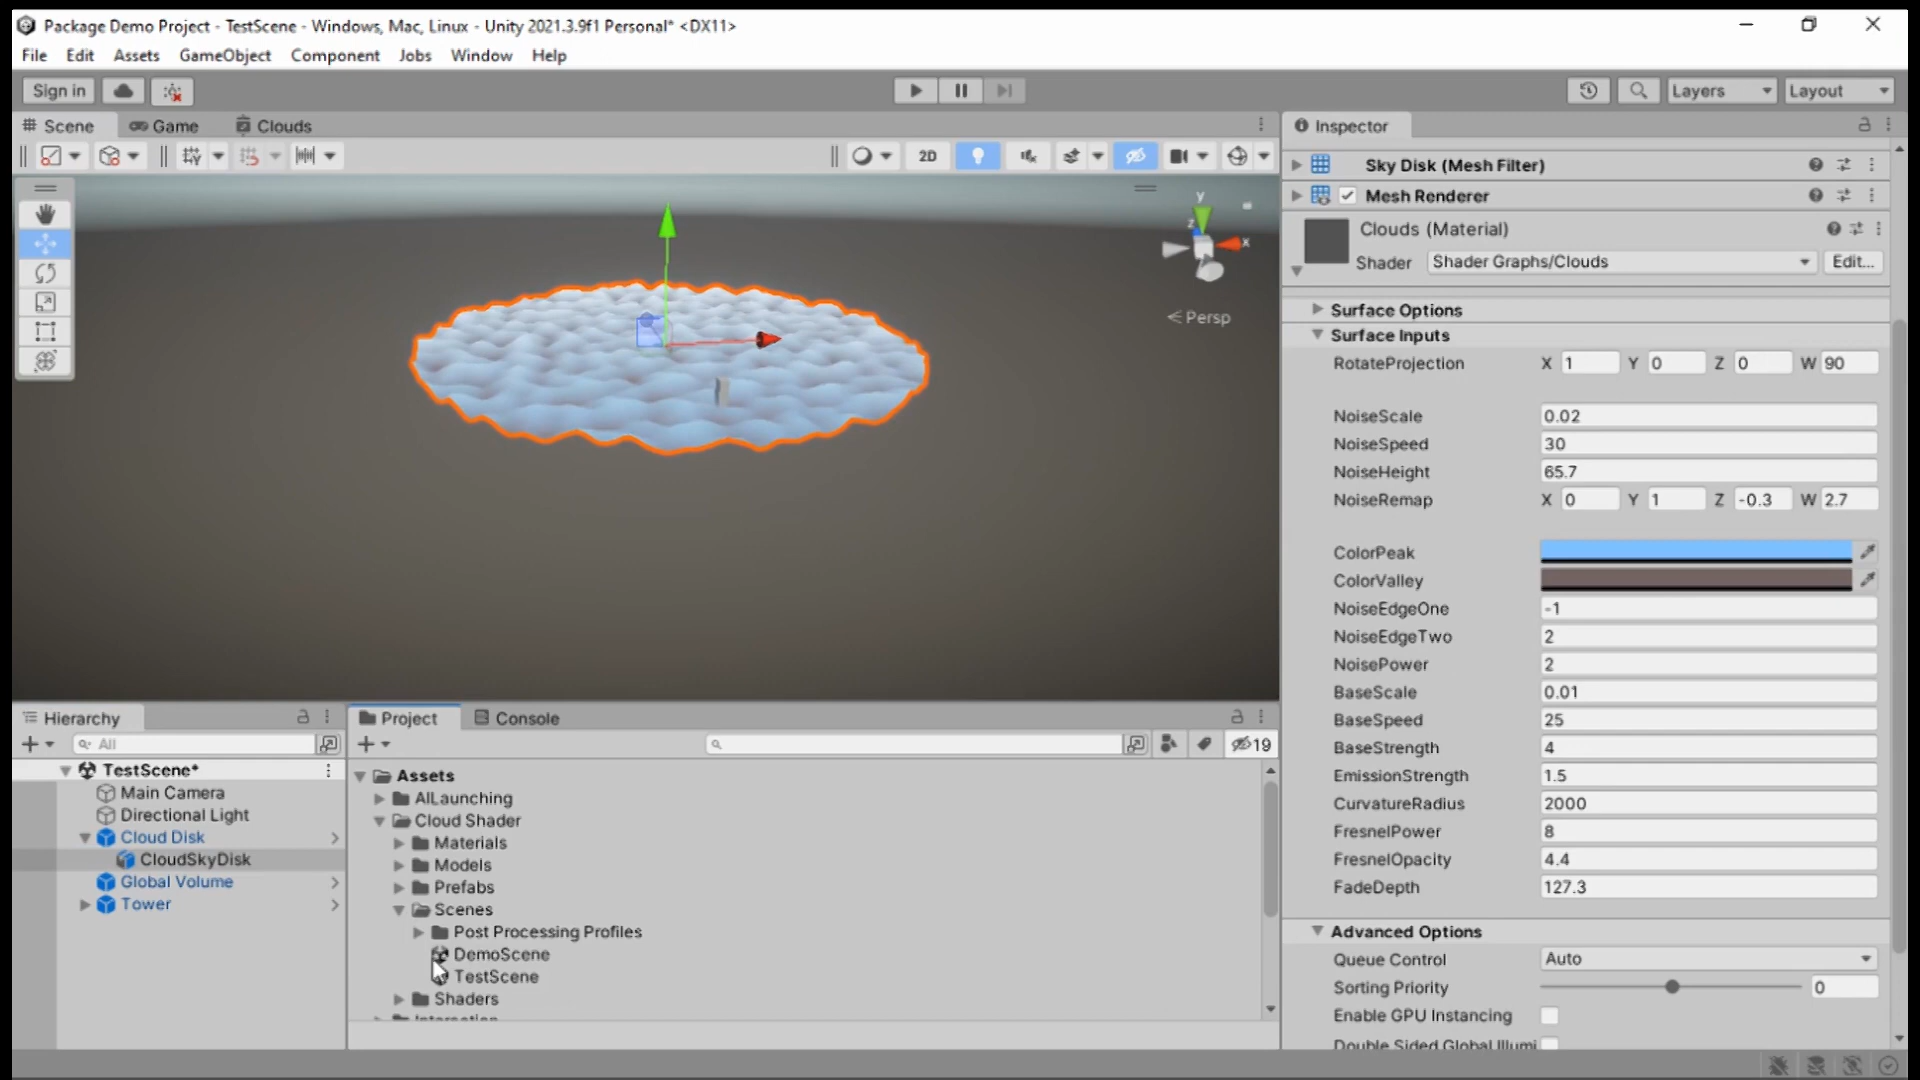 Package Demo Project - TestScene - Windows, Mac, Linux - Unity 2021.3.9f1 Personal* <DX11>
File Edit Assets GameObject Component Jobs Window Help
Sign in Layers Layout
Scene Game Clouds
2D
y
z
x
Persp
Hierarchy
All
TestScene*
Main Camera
Directional Light
Cloud Disk
CloudSkyDisk
Global Volume
Tower
Project Console
19
Assets
AILaunching
Cloud Shader
Materials
Models
Prefabs
Scenes
Post Processing Profiles
DemoScene
TestScene
Shaders
Interaction
Inspector
Sky Disk (Mesh Filter)
Mesh Renderer
Clouds (Material)
Shader Shader Graphs/Clouds Edit...
Surface Options
Surface Inputs
RotateProjection X 1 Y 0 Z 0 W 90
NoiseScale 0.02
NoiseSpeed 30
NoiseHeight 65.7
NoiseRemap X 0 Y 1 Z -0.3 W 2.7
ColorPeak
ColorValley
NoiseEdgeOne -1
NoiseEdgeTwo 2
NoisePower 2
BaseScale 0.01
BaseSpeed 25
BaseStrength 4
EmissionStrength 1.5
CurvatureRadius 2000
FresnelPower 8
FresnelOpacity 4.4
FadeDepth 127.3
Advanced Options
Queue Control Auto
Sorting Priority 0
Enable GPU Instancing
Double Sided Global Illumi